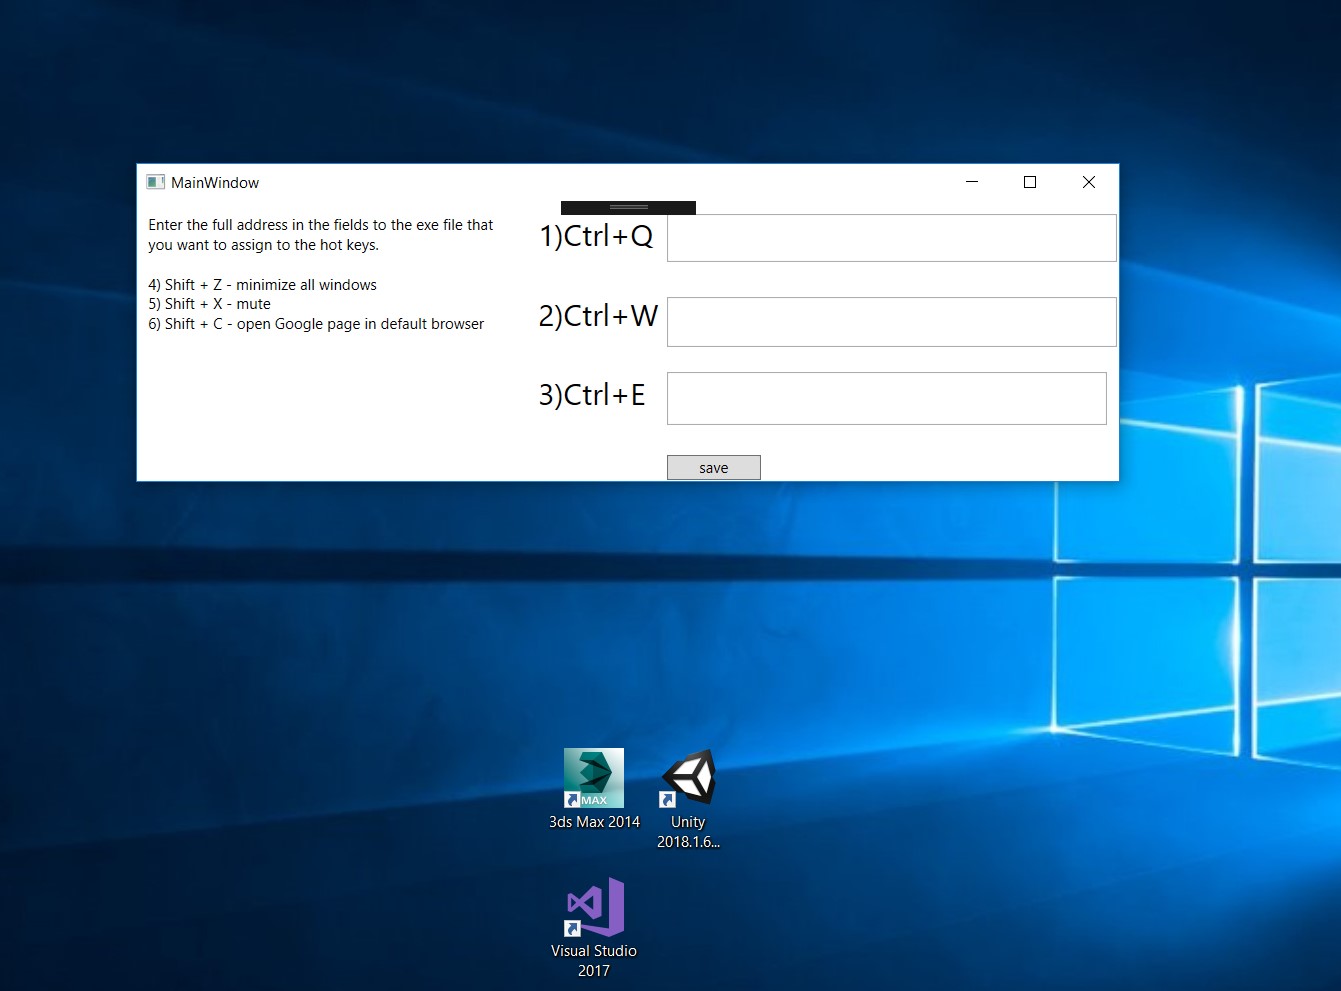 MainWindow
Enter the full address in the fields to the exe file that
you want to assign to the hot keys.
4) Shift + Z - minimize all windows
5) Shift + X - mute
6) Shift + C - open Google page in default browser
1)Ctrl+Q
2)Ctrl+W
3)Ctrl+E
save
MAX
3ds Max 2014
Unity
2018.1.6...
Visual Studio
2017